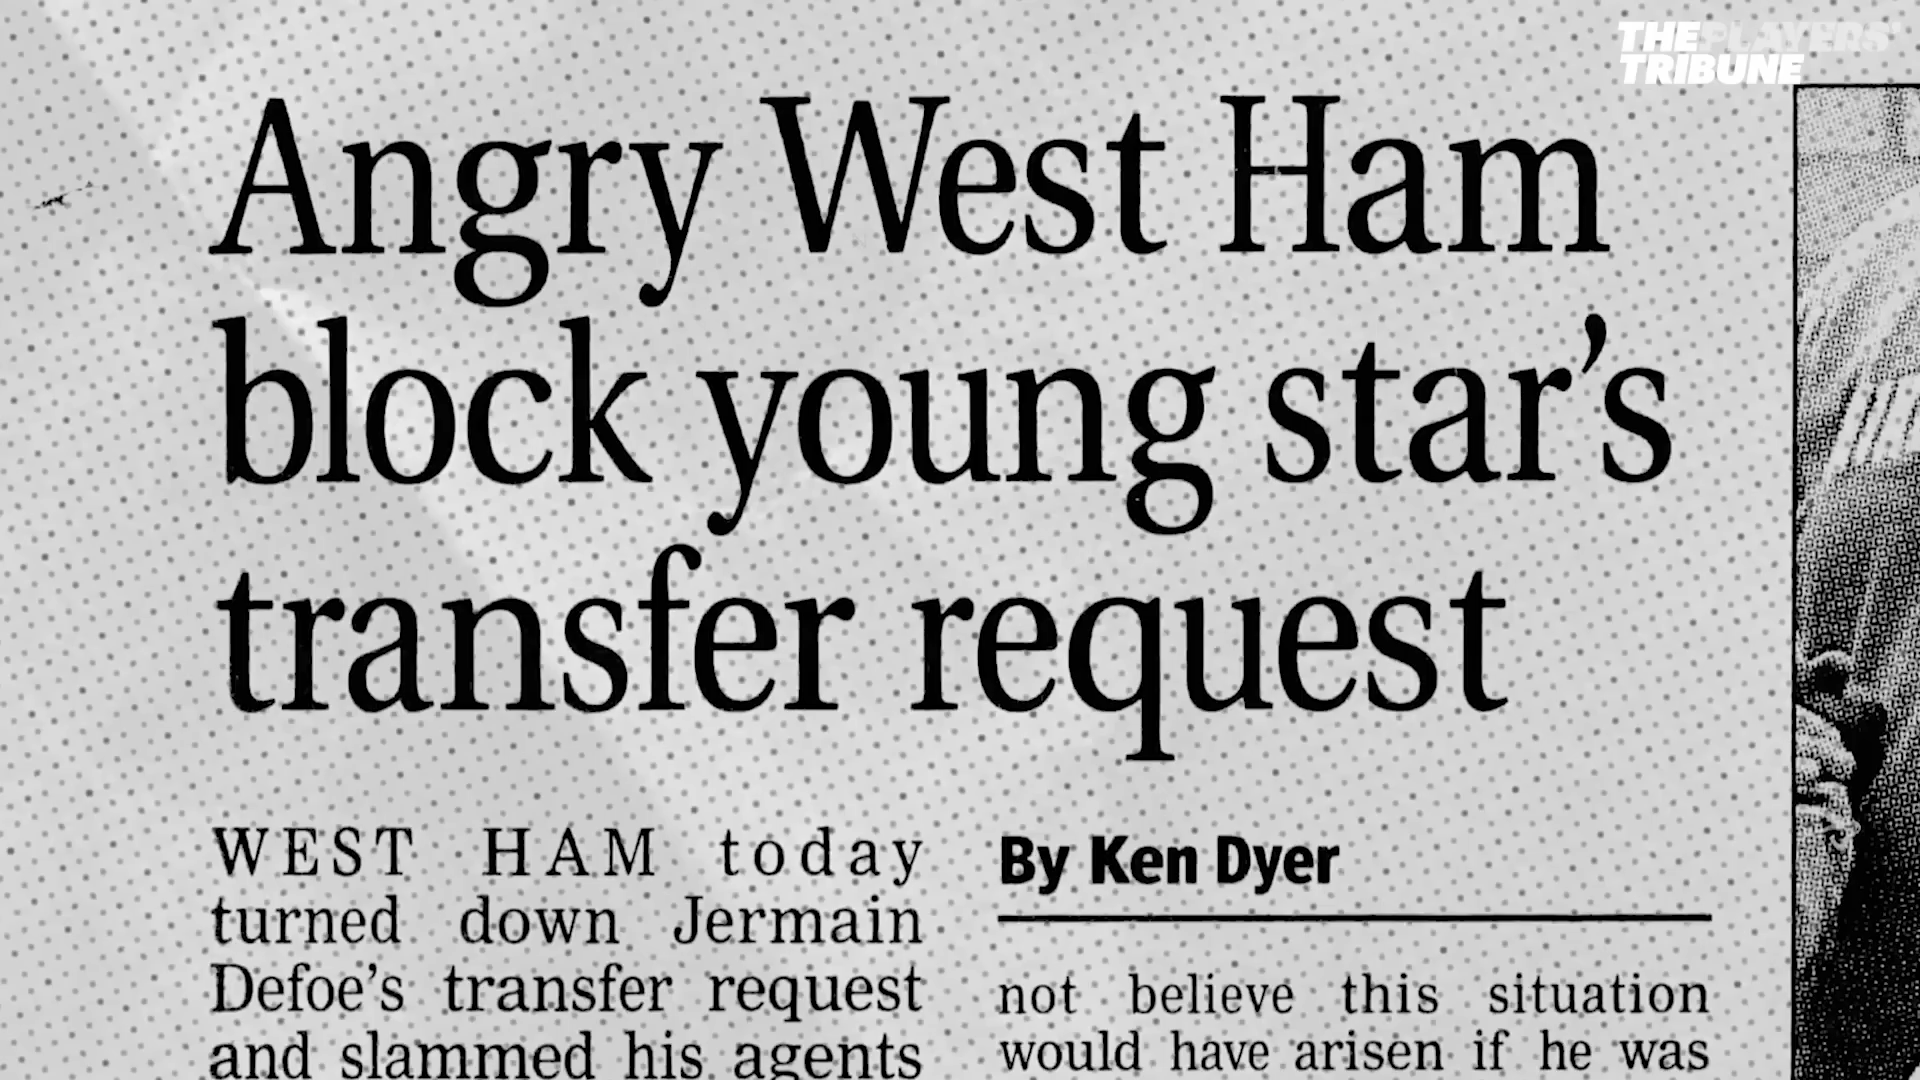 THE PLAYERS'
TRIBUNE
Angry West Ham
block young star’s
transfer request
WEST HAM today
turned down Jermain
Defoe’s transfer request
and slammed his agents
By Ken Dyer
not believe this situation
would have arisen if he was